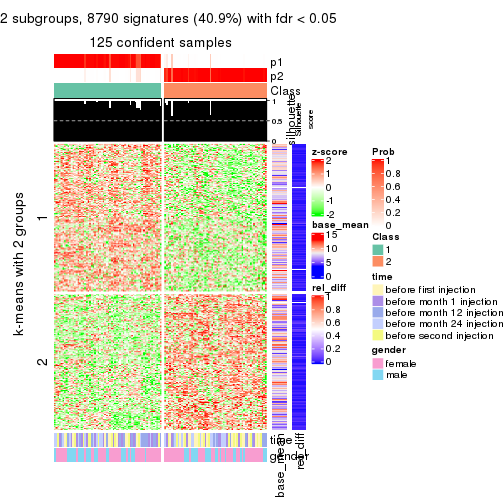 2 subgroups, 8790 signatures (40.9%) with fdr < 0.05
125 confident samples
p1
p2
Class
1
0.5
0
silhouette
Silhouette
score
k-means with 2 groups
1
2
time
gender
base_mean
rel_diff
z-score
2
1
0
-1
-2
base_mean
15
10
5
0
rel_diff
1
0.8
0.6
0.4
0.2
0
Prob
1
0.8
0.6
0.4
0.2
0
Class
1
2
time
before first injection
before month 1 injection
before month 12 injection
before month 24 injection
before second injection
gender
female
male